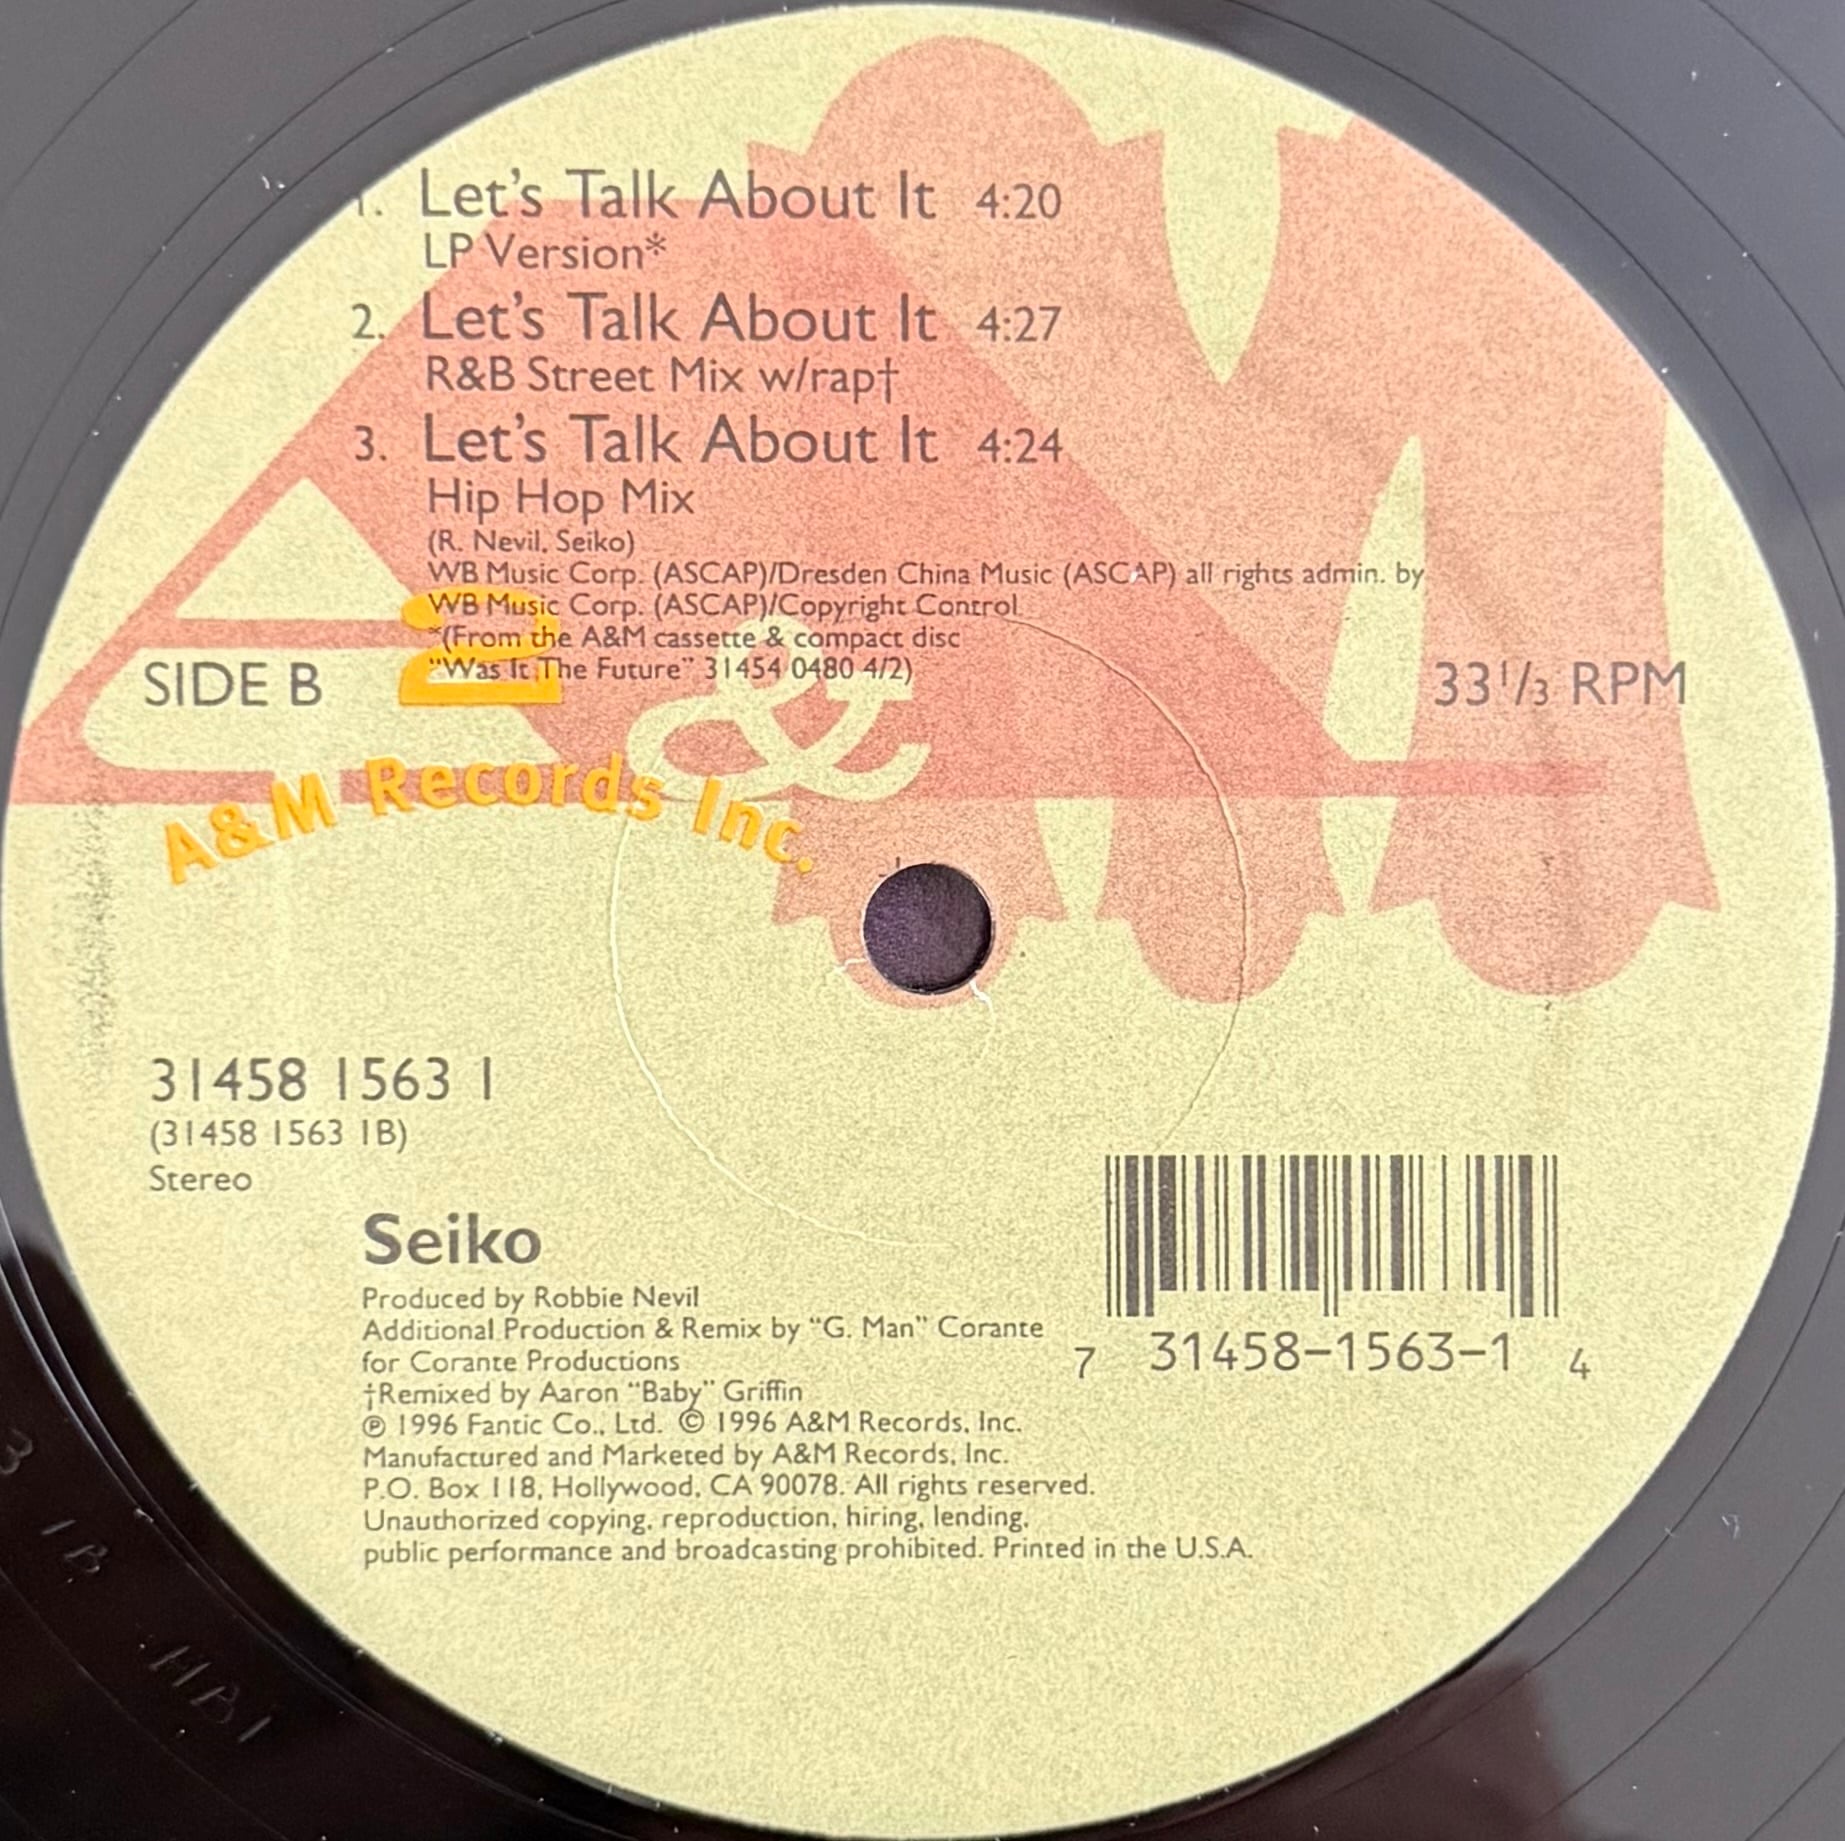 1. Let's Talk About It 4:20
LP Version*
2. Let's Talk About It 4:27
R&B Street Mix w/rap†
3. Let's Talk About It 4:24
Hip Hop Mix
(R. Nevil, Seiko)
WB Music Corp. (ASCAP)/Dresden China Music (ASCAP) all rights admin. by
WB Music Corp. (ASCAP)/Copyright Control
*(From the A&M cassette & compact disc
"Was It The Future" 31454 0480 4/2)
SIDE B
2
33 1/3 RPM
&
A&M Records Inc.
31458 1563 1
(31458 1563 1B)
Stereo
Seiko
Produced by Robbie Nevil
Additional Production & Remix by "G. Man" Corante
for Corante Productions
†Remixed by Aaron "Baby" Griffin
℗ 1996 Fantic Co., Ltd. © 1996 A&M Records, Inc.
Manufactured and Marketed by A&M Records, Inc.
P.O. Box 118, Hollywood, CA 90078. All rights reserved.
Unauthorized copying, reproduction, hiring, lending,
public performance and broadcasting prohibited. Printed in the U.S.A.
7 31458-1563-1 4
3 1B HA1